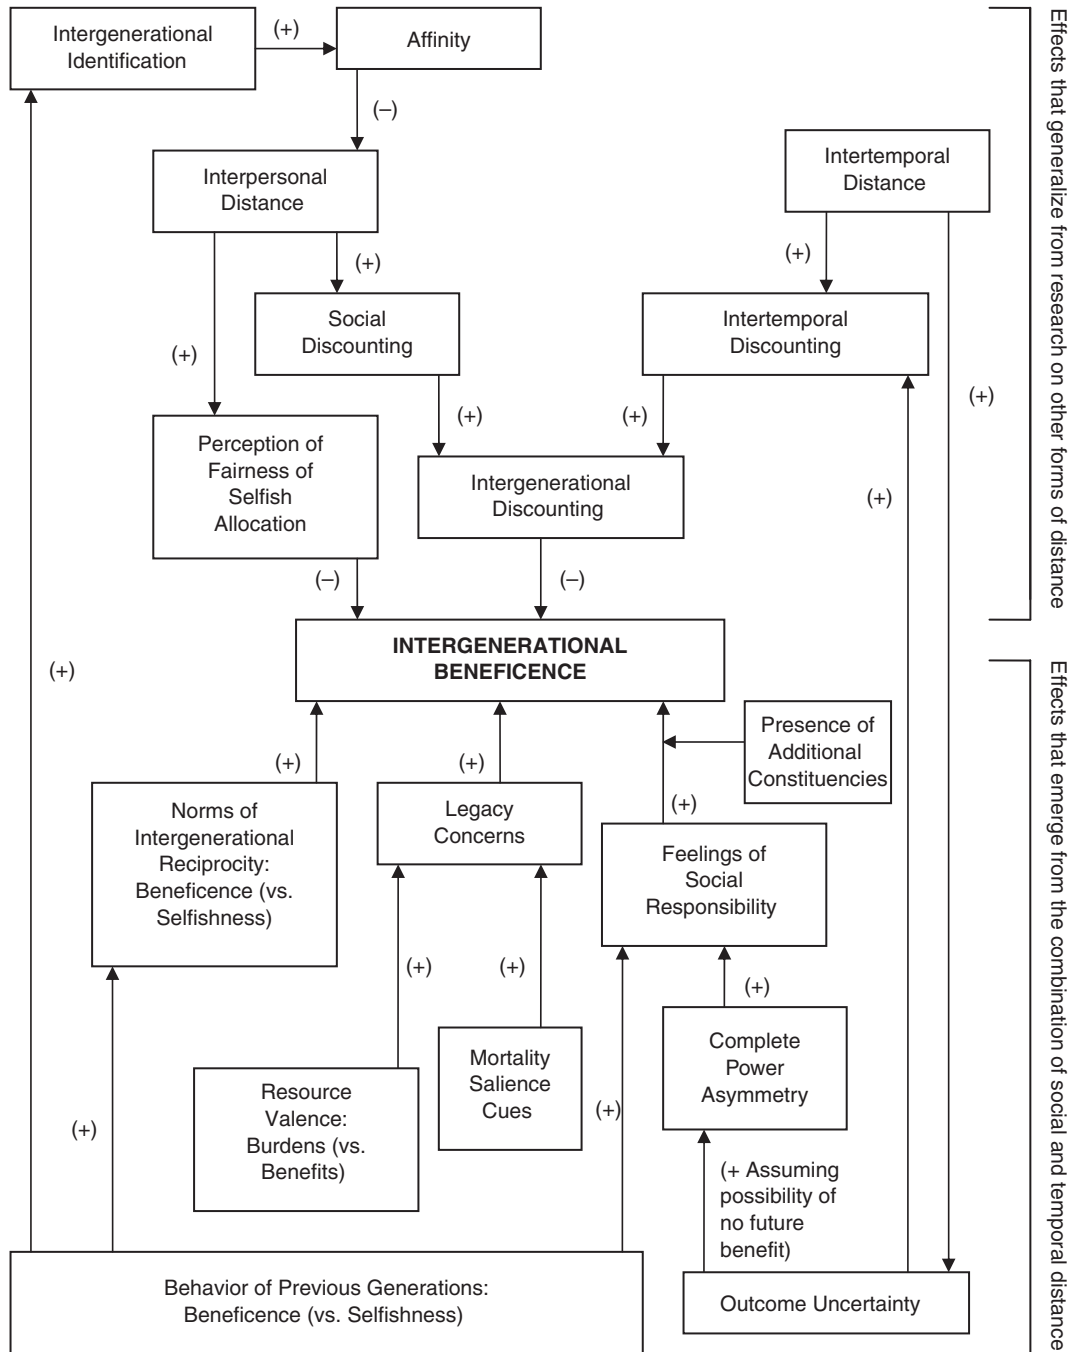 Intergenerational
Identification
(+)
Affinity
(–)
Interpersonal
Distance
Intertemporal
Distance
(+)
(+)
Social
Discounting
Intertemporal
Discounting
(+)
(+)
(+)
(+)
Perception of
Fairness of
Selfish
Allocation
Intergenerational
Discounting
(+)
(–)
(–)
INTERGENERATIONAL
BENEFICENCE
(+)
Presence of
Additional
Constituencies
(+)
(+)
(+)
Norms of
Intergenerational
Reciprocity:
Beneficence (vs.
Selfishness)
Legacy
Concerns
Feelings of
Social
Responsibility
(+)
(+)
(+)
Mortality
Salience
Cues
Complete
Power
Asymmetry
Resource
Valence:
Burdens (vs.
Benefits)
(+)
(+)
(+ Assuming
possibility of
no future
benefit)
Behavior of Previous Generations:
Beneficence (vs. Selfishness)
Outcome Uncertainty
Effects that generalize from research on other forms of distance
Effects that emerge from the combination of social and temporal distance